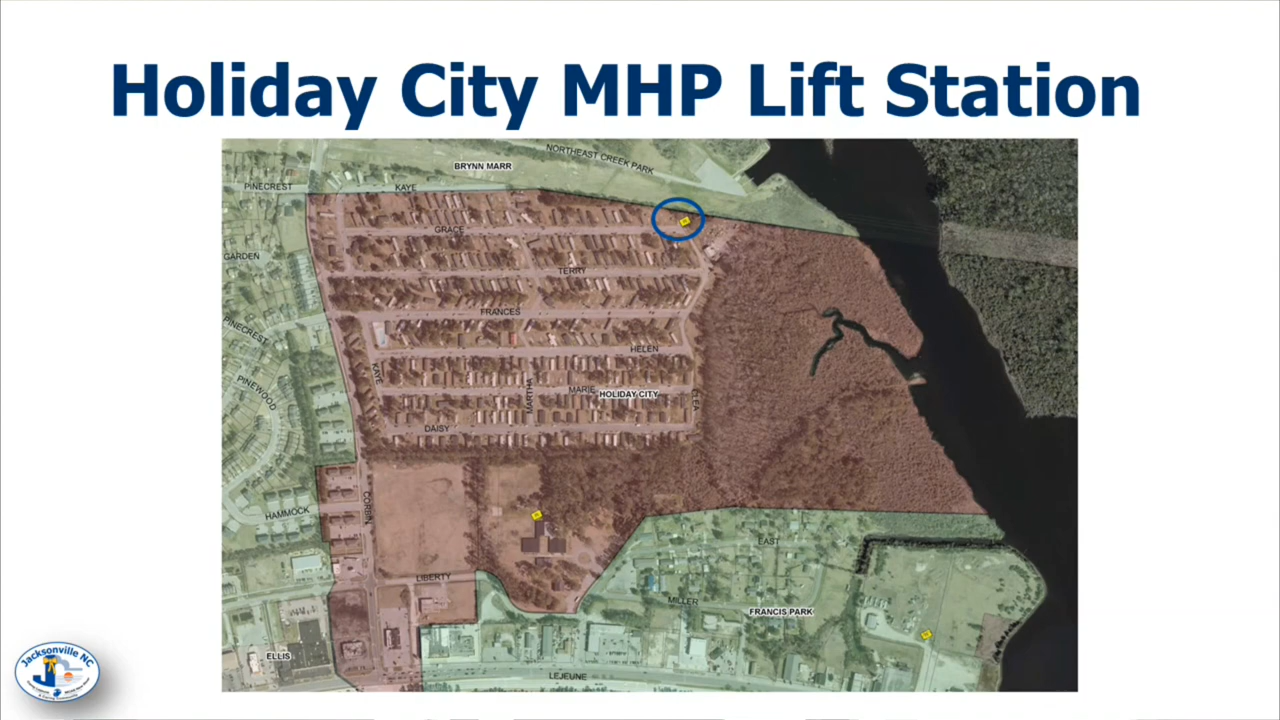 Holiday City MHP Lift Station
NORTHEAST CREEK PARK
BRYNN MARR
PINECREST
KAYE
GRACE
GARDEN
TERRY
FRANCES
PINECREST
HELEN
KAYE
PINEWOOD
MARTHA
MARIE
HOLIDAY CITY
DAISY
CORBIN
HAMMOCK
EAST
LIBERTY
MILLER
FRANCIS PARK
ELLIS
LEJEUNE
Jacksonville NC